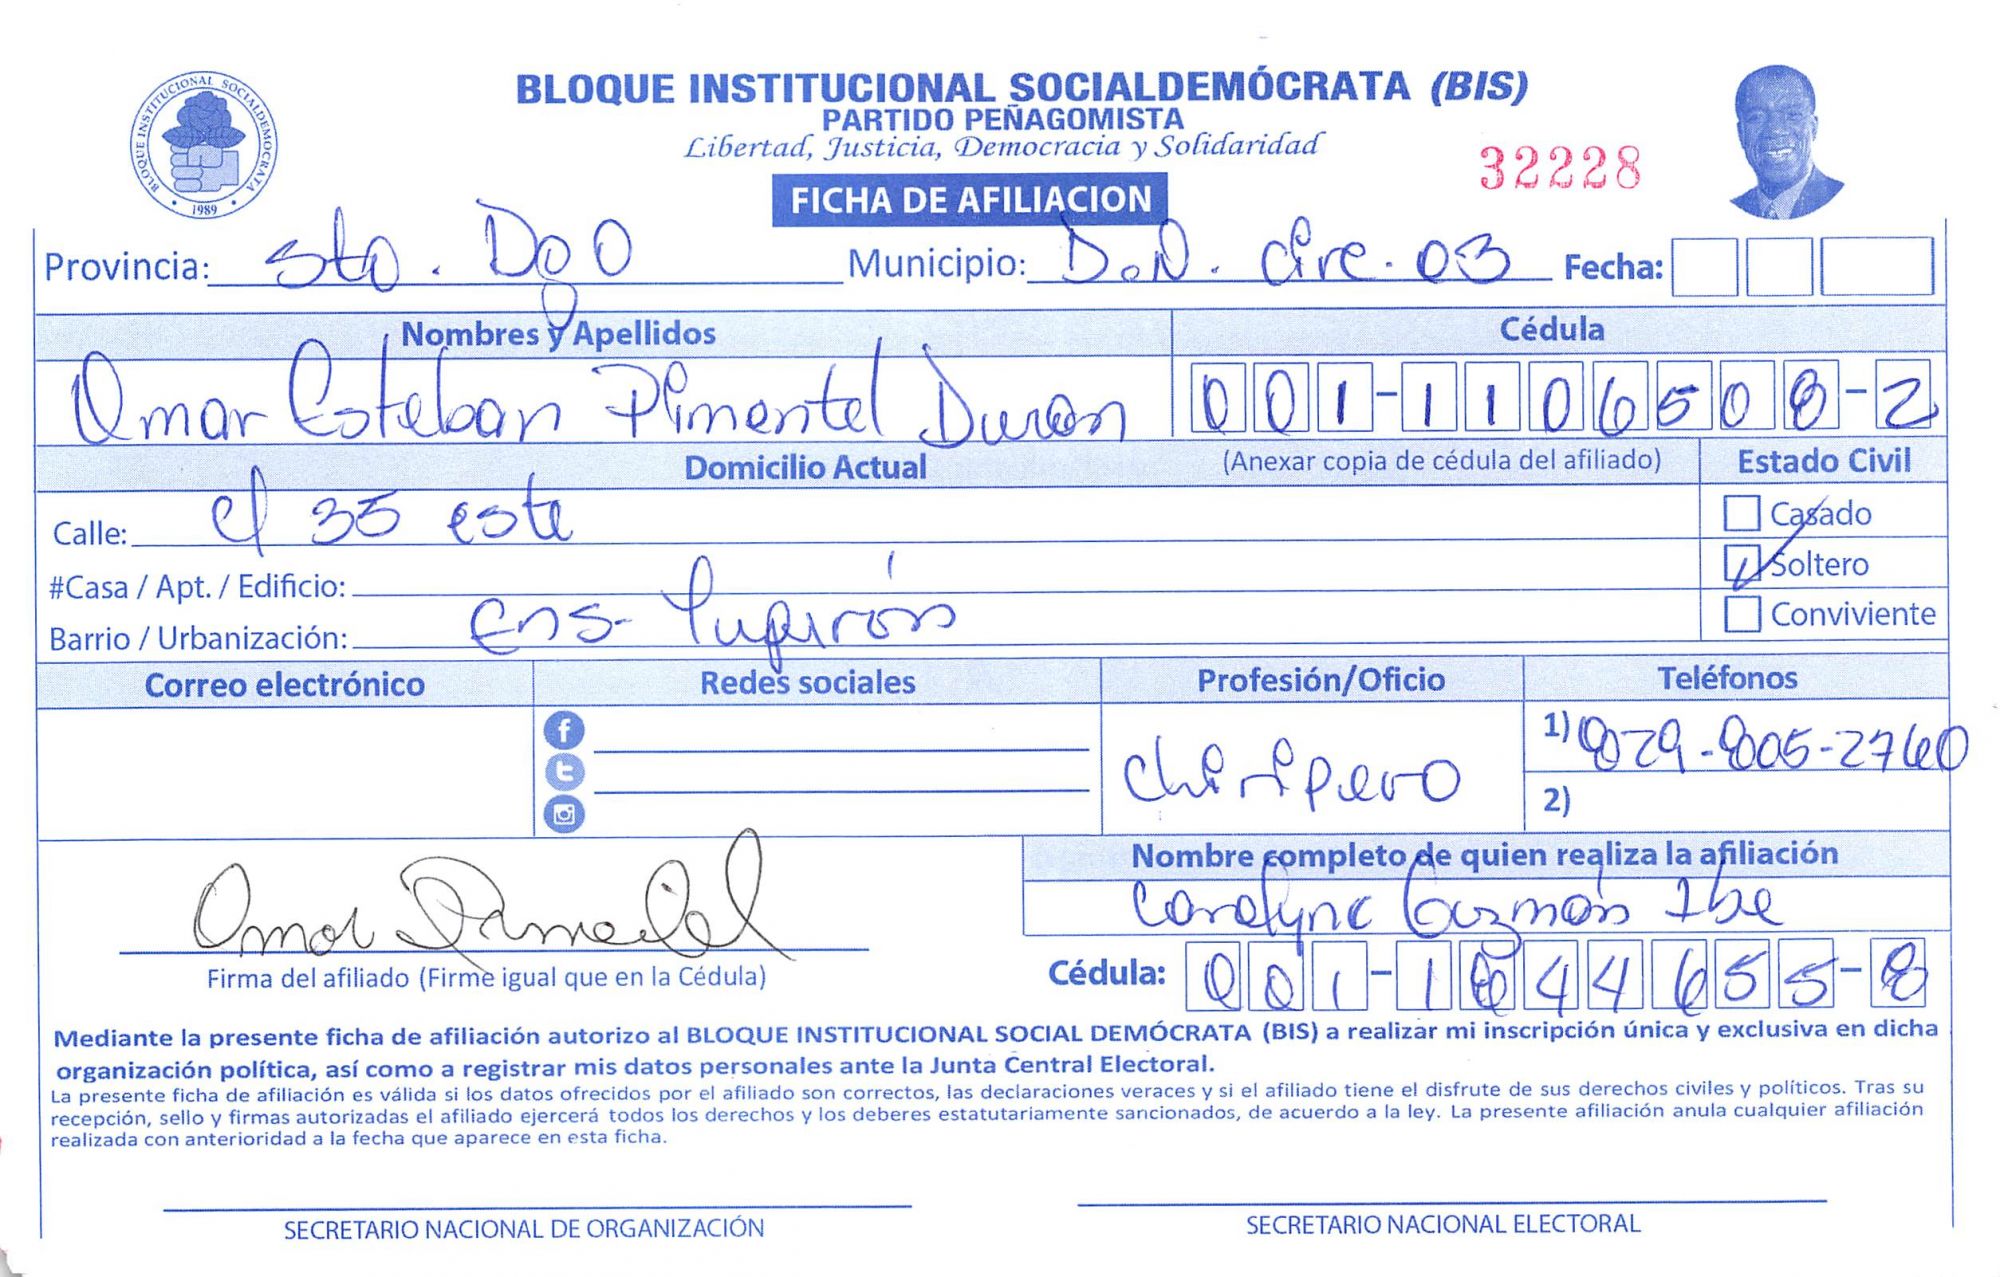 BLOQUE INSTITUCIONAL SOCIALDEMOCRATA
1989
BLOQUE INSTITUCIONAL SOCIALDEMÓCRATA (BIS)
PARTIDO PEÑAGOMISTA
Libertad, Justicia, Democracia y Solidaridad
32228
FICHA DE AFILIACION
Provincia: Sto. Dgo Municipio: D.N. Circ. 03 Fecha:
Nombres y Apellidos Cédula
Omar Esteban Pimentel Duran 001-1106508-2
Domicilio Actual (Anexar copia de cédula del afiliado) Estado Civil
Calle: c/ 35 este Casado
#Casa / Apt. / Edificio: Soltero
Barrio / Urbanización: Ens. Conviviente
Correo electrónico Redes sociales Profesión/Oficio Teléfonos
Chiripero 1) 829-805-2760
2)
Nombre completo de quien realiza la afiliación
Guzmán
Omar Pimentel
Firma del afiliado (Firme igual que en la Cédula) Cédula: 001-1844655-8
Mediante la presente ficha de afiliación autorizo al BLOQUE INSTITUCIONAL SOCIAL DEMÓCRATA (BIS) a realizar mi inscripción única y exclusiva en dicha
organización política, así como a registrar mis datos personales ante la Junta Central Electoral.
La presente ficha de afiliación es válida si los datos ofrecidos por el afiliado son correctos, las declaraciones veraces y si el afiliado tiene el disfrute de sus derechos civiles y políticos. Tras su
recepción, sello y firmas autorizadas el afiliado ejercerá todos los derechos y los deberes estatutariamente sancionados, de acuerdo a la ley. La presente afiliación anula cualquier afiliación
realizada con anterioridad a la fecha que aparece en esta ficha.
SECRETARIO NACIONAL DE ORGANIZACIÓN SECRETARIO NACIONAL ELECTORAL